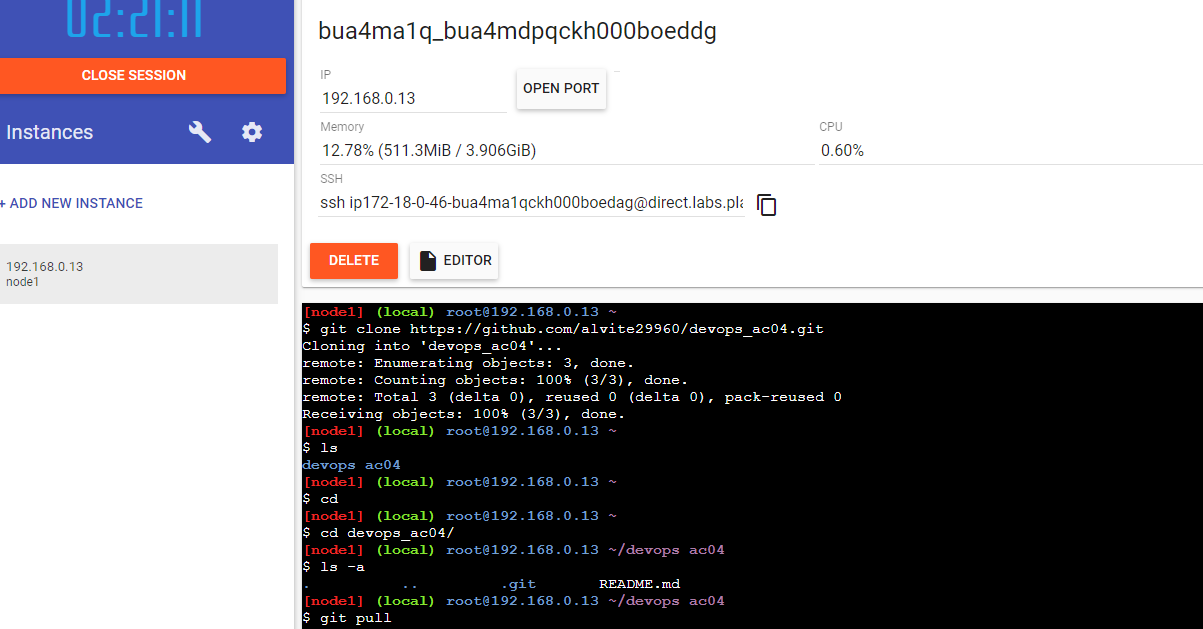 02:21:11
CLOSE SESSION
Instances
+ ADD NEW INSTANCE
192.168.0.13
node1
bua4ma1q_bua4mdpqckh000boeddg
IP
192.168.0.13
OPEN PORT
Memory
12.78% (511.3MiB / 3.906GiB)
CPU
0.60%
SSH
ssh ip172-18-0-46-bua4ma1qckh000boedag@direct.labs.pla
DELETE
EDITOR
[node1] (local) root@192.168.0.13 ~
$ git clone https://github.com/alvite29960/devops_ac04.git
Cloning into 'devops_ac04'...
remote: Enumerating objects: 3, done.
remote: Counting objects: 100% (3/3), done.
remote: Total 3 (delta 0), reused 0 (delta 0), pack-reused 0
Receiving objects: 100% (3/3), done.
[node1] (local) root@192.168.0.13 ~
$ ls
devops ac04
[node1] (local) root@192.168.0.13 ~
$ cd
[node1] (local) root@192.168.0.13 ~
$ cd devops_ac04/
[node1] (local) root@192.168.0.13 ~/devops ac04
$ ls -a
. .. .git README.md
[node1] (local) root@192.168.0.13 ~/devops ac04
$ git pull